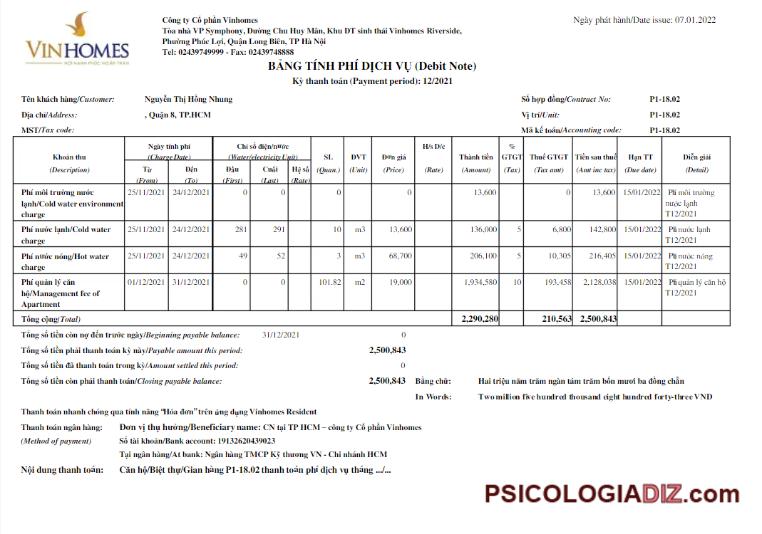 Ngày phát hành/Date issue: 07.01.2022
VINHOMES
Công ty Cổ phần Vinhomes
Tòa nhà VP Symphony, Đường Chu Huy Mân, Khu DT sinh thái Vinhomes Riverside,
Phường Phúc Lợi, Quận Long Biên, TP Hà Nội
Tel: 02439749999 - Fax: 02439748888
BẢNG TÍNH PHÍ DỊCH VỤ (Debit Note)
Kỳ thanh toán (Payment period): 12/2021
Tên khách hàng/Customer: Nguyễn Thị Hồng Nhung Số hợp đồng/Contract No: P1-18.02
Địa chỉ/Address: , Quận 8, TP.HCM Vị trí/Unit: P1-18.02
MST/Tax code: Mã kế toán/Accounting code: P1-18.02
Khoản thu Ngày tính phí Chỉ số điện/nước SL ĐVT Đơn giá H/s Đ/c Thành tiền % GTGT Thuế GTGT Tiền sau thuế Hạn TT Diễn giải
(Description) (Charge Date) (Water/electricity Unit) (Quan.) (Unit) (Price) (Rate) (Amount) (Tax) (Tax amt) (Amt inc tax) (Due date) (Detail)
Từ Đến Đầu Cuối Hệ số
(From) (To) (First) (Last) (Rate)
Phí môi trường nước 25/11/2021 24/12/2021 0 0 0 0 13,600 0 13,600 15/01/2022 Phí môi trường
lạnh/Cold water environment nước lạnh
charge T12/2021
Phí nước lạnh/Cold water 25/11/2021 24/12/2021 281 291 10 m3 13,600 136,000 5 6,800 142,800 15/01/2022 Phí nước lạnh
charge T12/2021
Phí nước nóng/Hot water 25/11/2021 24/12/2021 49 52 3 m3 68,700 206,100 5 10,305 216,405 15/01/2022 Phí nước nóng
charge T12/2021
Phí quản lý căn 01/12/2021 31/12/2021 0 0 101.82 m2 19,000 1,934,580 10 193,458 2,128,038 15/01/2022 Phí quản lý căn hộ
hộ/Management fee of T12/2021
Apartment
Tổng cộng(Total) 2,290,280 210,563 2,500,843
Tổng số tiền còn nợ đến trước ngày/Beginning payable balance: 31/12/2021 0
Tổng số tiền phải thanh toán kỳ này/Payable amount this period: 2,500,843
Tổng số tiền đã thanh toán trong kỳ/Amount settled this period: 0
Tổng số tiền còn phải thanh toán/Closing payable balance: 2,500,843 Bằng chữ: Hai triệu năm trăm ngàn tám trăm bốn mươi ba đồng chẵn
In Words: Two million five hundred thousand eight hundred forty-three VND
Thanh toán nhanh chóng qua tính năng "Hóa đơn" trên ứng dụng Vinhomes Resident
Thanh toán ngân hàng: Đơn vị thụ hưởng/Beneficiary name: CN tại TP HCM – công ty Cổ phần Vinhomes
(Method of payment) Số tài khoản/Bank account: 19132620439023
Tại ngân hàng/At bank: Ngân hàng TMCP Kỹ thương VN - Chi nhánh HCM
Nội dung thanh toán: Căn hộ/Biệt thự/Gian hàng P1-18.02 thanh toán phí dịch vụ tháng .../...
PSICOLOGIADIZ.com